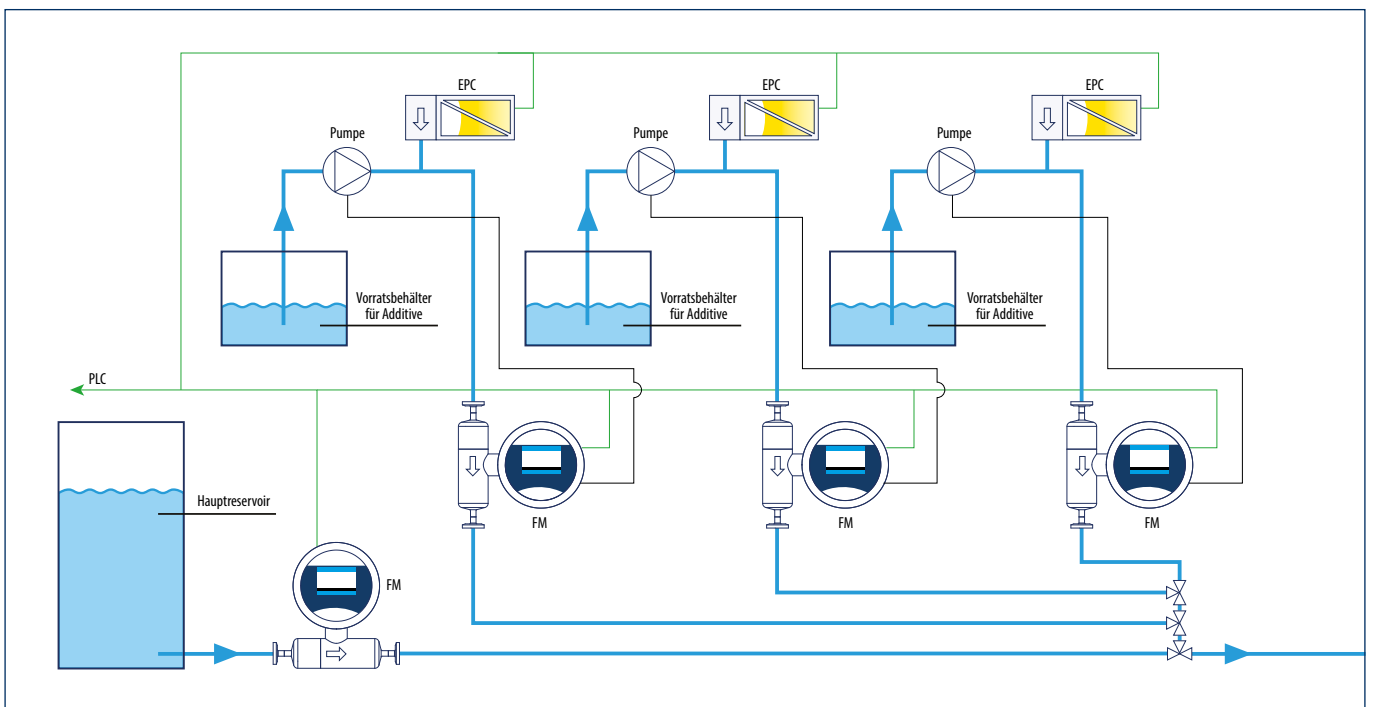 EPC
EPC
EPC
Pumpe
Pumpe
Pumpe
Vorratsbehälter
für Additive
Vorratsbehälter
für Additive
Vorratsbehälter
für Additive
PLC
Hauptreservoir
FM
FM
FM
FM